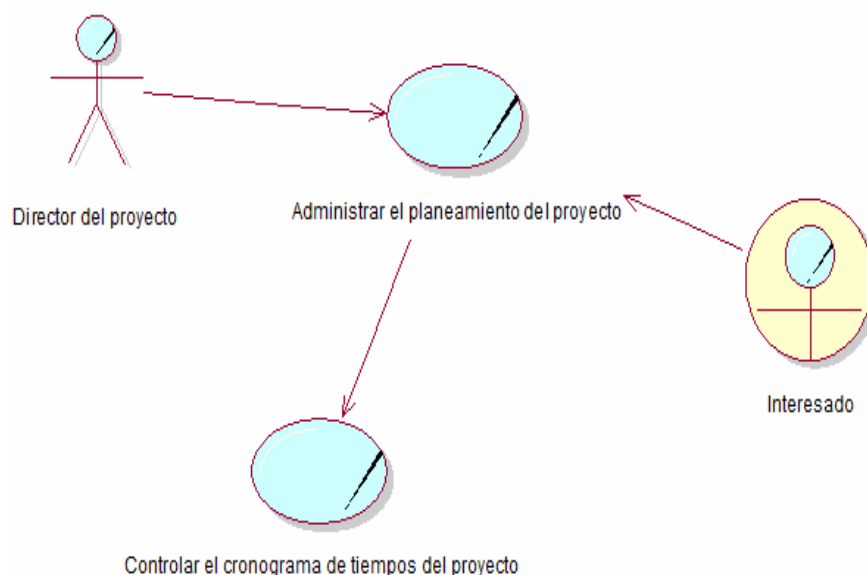 Director del proyecto
Administrar el planeamiento del proyecto
Interesado
Controlar el cronograma de tiempos del proyecto